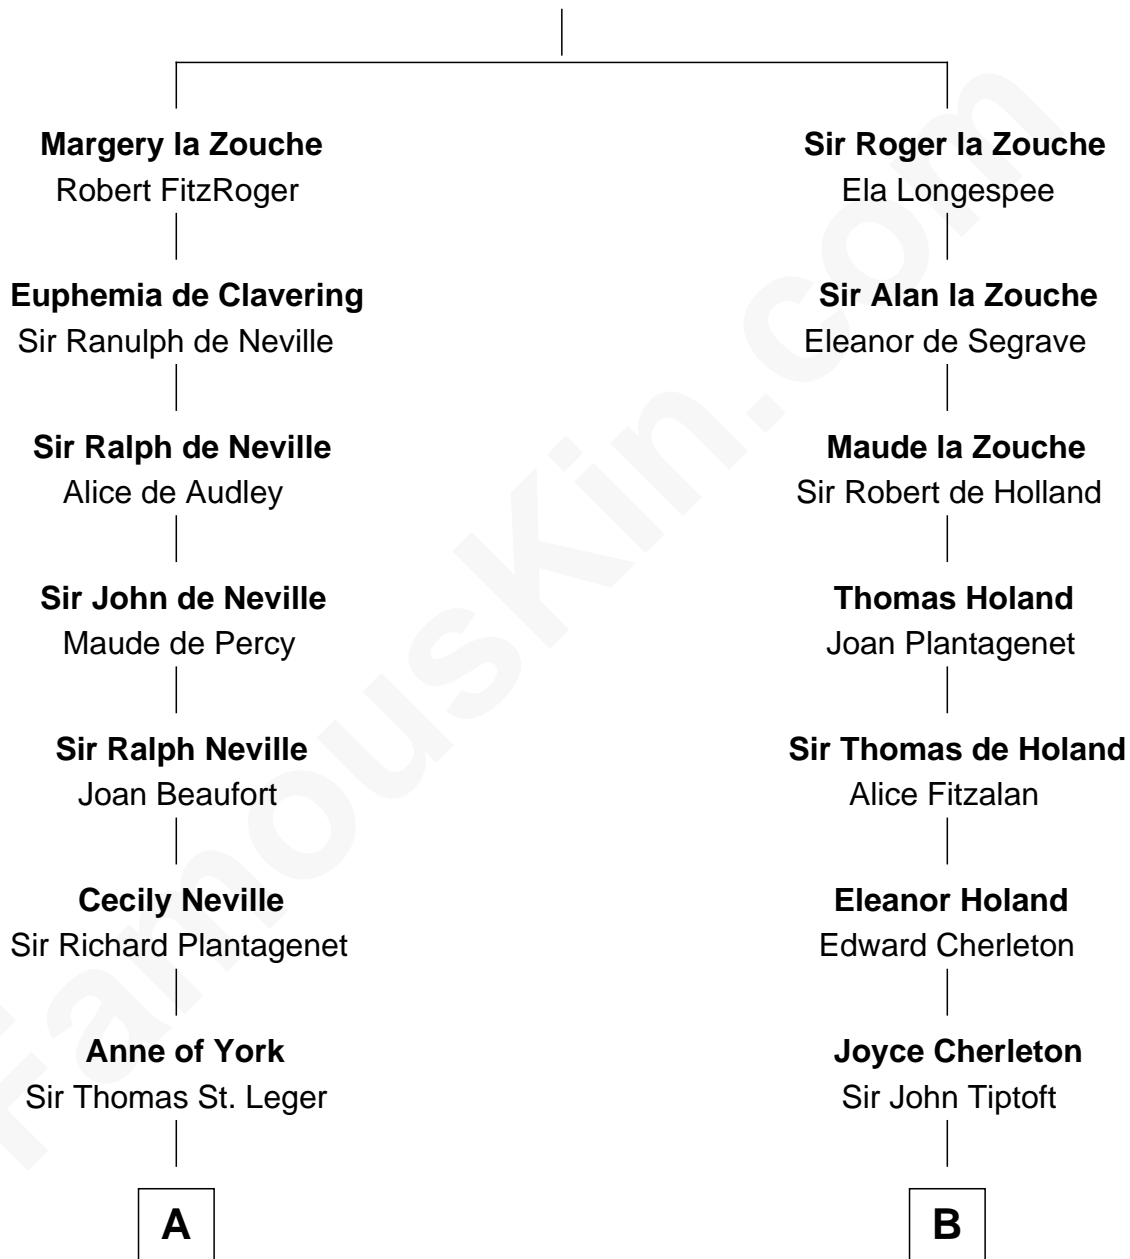 Margery la Zouche
Robert FitzRoger
Sir Roger la Zouche
Ela Longespee
Euphemia de Clavering
Sir Ranulph de Neville
Sir Alan la Zouche
Eleanor de Segrave
Sir Ralph de Neville
Alice de Audley
Maude la Zouche
Sir Robert de Holland
Sir John de Neville
Maude de Percy
Thomas Holand
Joan Plantagenet
Sir Ralph Neville
Joan Beaufort
Sir Thomas de Holand
Alice Fitzalan
Cecily Neville
Sir Richard Plantagenet
Eleanor Holand
Edward Cherleton
Anne of York
Sir Thomas St. Leger
Joyce Cherleton
Sir John Tiptoft
A
B
FamousKin.com